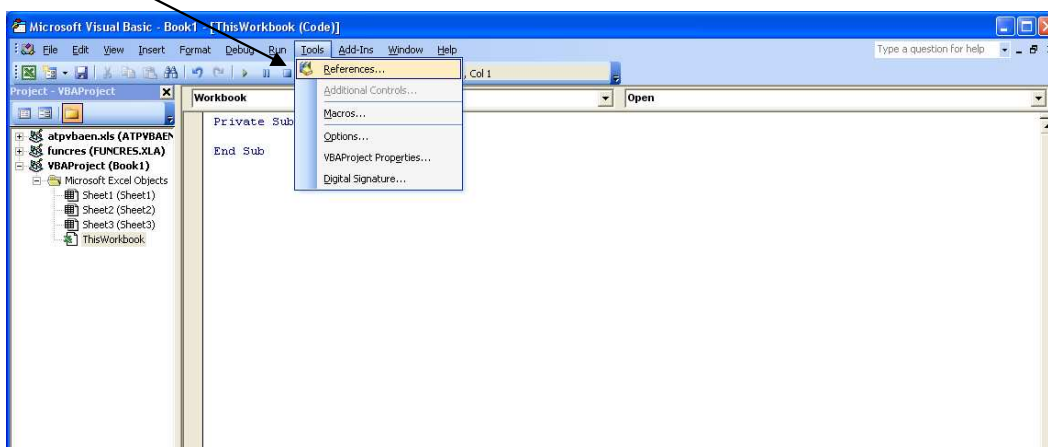 Microsoft Visual Basic - Book1 - [ThisWorkbook (Code)]
File Edit View Insert Format Debug Run Tools Add-Ins Window Help
Type a question for help
, Col 1
Project - VBAProject
Workbook
Open
References...
Additional Controls...
Macros...
Options...
VBAProject Properties...
Digital Signature...
Private Sub
End Sub
atpvbaen.xls (ATPVBAEN
funcres (FUNCRES.XLA)
VBAProject (Book1)
Microsoft Excel Objects
Sheet1 (Sheet1)
Sheet2 (Sheet2)
Sheet3 (Sheet3)
ThisWorkbook